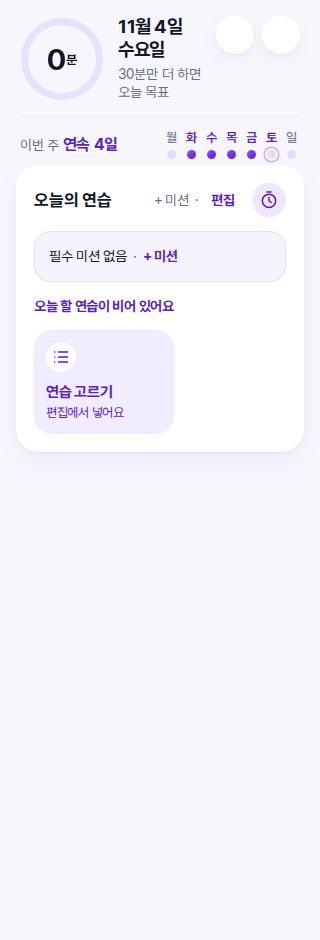 0분
11월 4일
수요일
30분만 더 하면
오늘 목표
이번 주 연속 4일
월 화 수 목 금 토 일
오늘의 연습
+ 미션 · 편집
필수 미션 없음 · + 미션
오늘 할 연습이 비어 있어요
연습 고르기
편집에서 넣어요